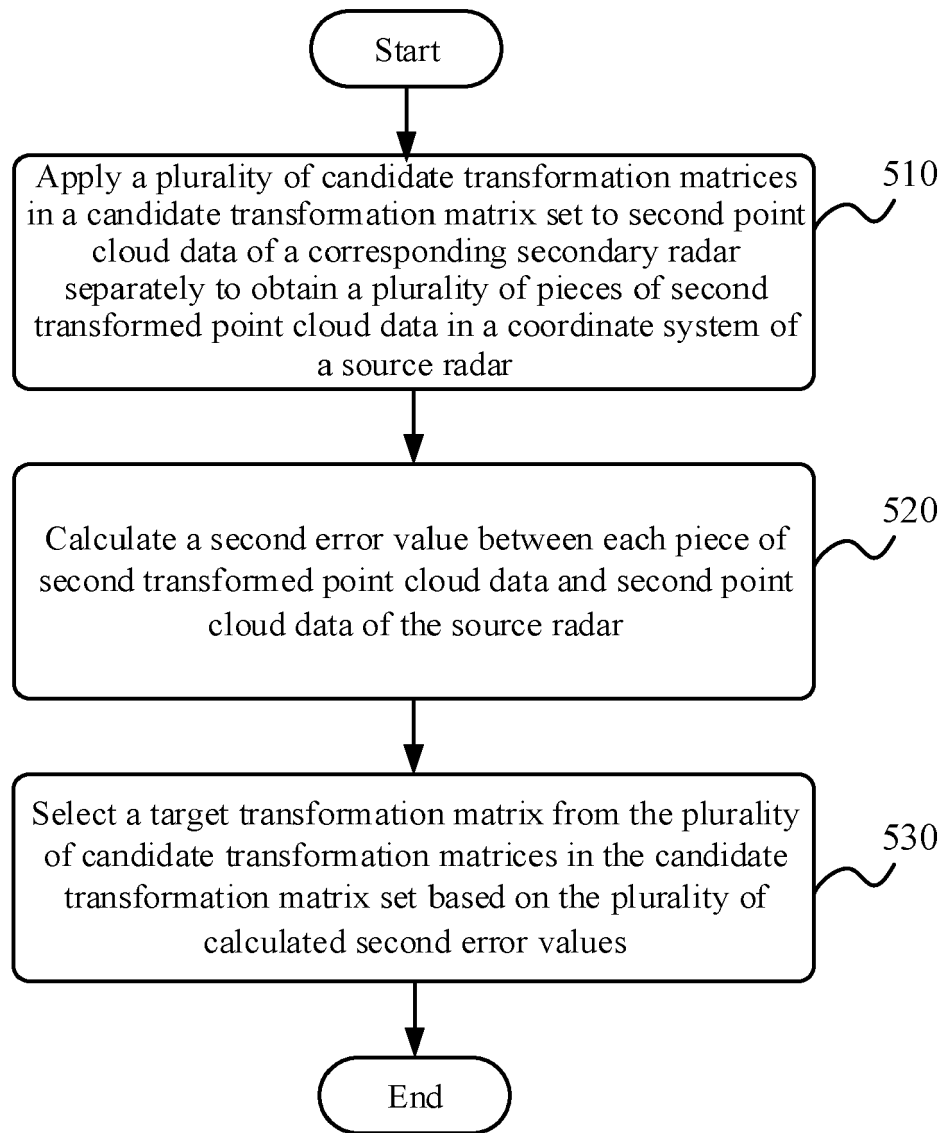 Start
Apply a plurality of candidate transformation matrices
in a candidate transformation matrix set to second point
cloud data of a corresponding secondary radar
separately to obtain a plurality of pieces of second
transformed point cloud data in a coordinate system of
a source radar
510
Calculate a second error value between each piece of
second transformed point cloud data and second point
cloud data of the source radar
520
Select a target transformation matrix from the plurality
of candidate transformation matrices in the candidate
transformation matrix set based on the plurality of
calculated second error values
530
End